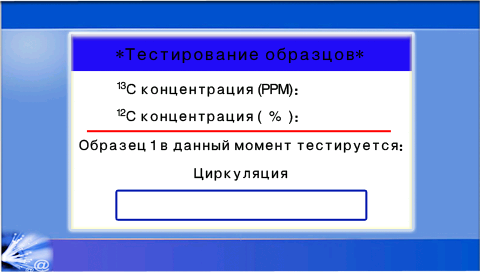 *Тестирование образцов*
¹³C концентрация (PPM):
¹²C концентрация ( % ):
Образец 1 в данный момент тестируется:
Циркуляция
@